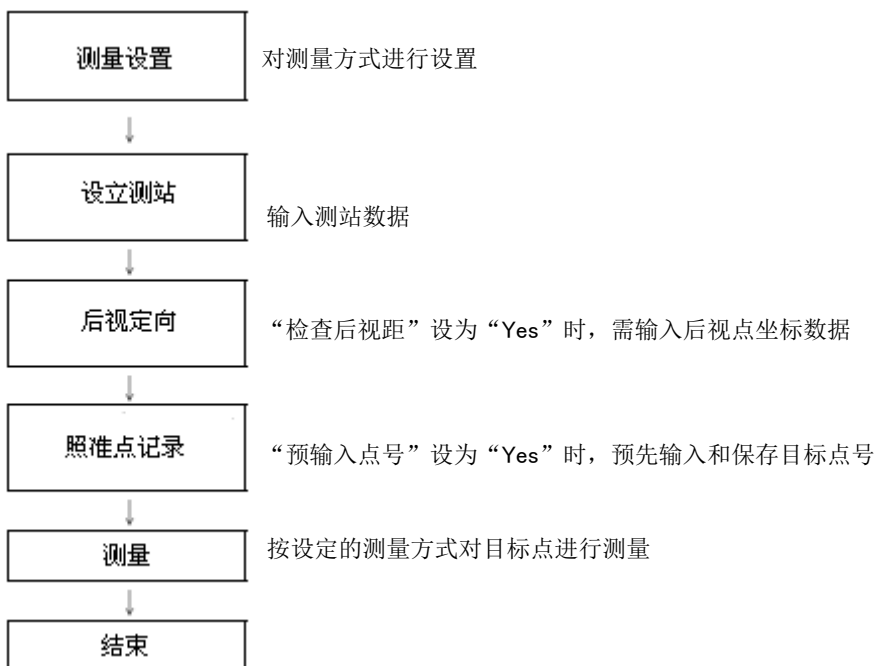 测量设置
对测量方式进行设置
设立测站
输入测站数据
后视定向
“检查后视距”设为“Yes”时，需输入后视点坐标数据
照准点记录
“预输入点号”设为“Yes”时，预先输入和保存目标点号
测量
按设定的测量方式对目标点进行测量
结束